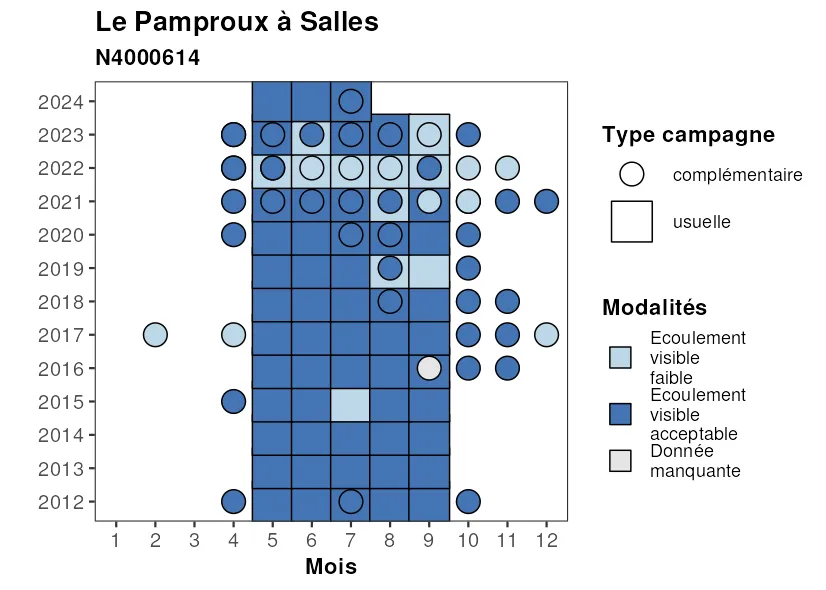 Le Pamproux à Salles
N4000614
2024
2023
2022
2021
2020
2019
2018
2017
2016
2015
2014
2013
2012
1 2 3 4 5 6 7 8 9 10 11 12
Mois
Type campagne
complémentaire
usuelle
Modalités
Ecoulement
visible
faible
Ecoulement
visible
acceptable
Donnée
manquante